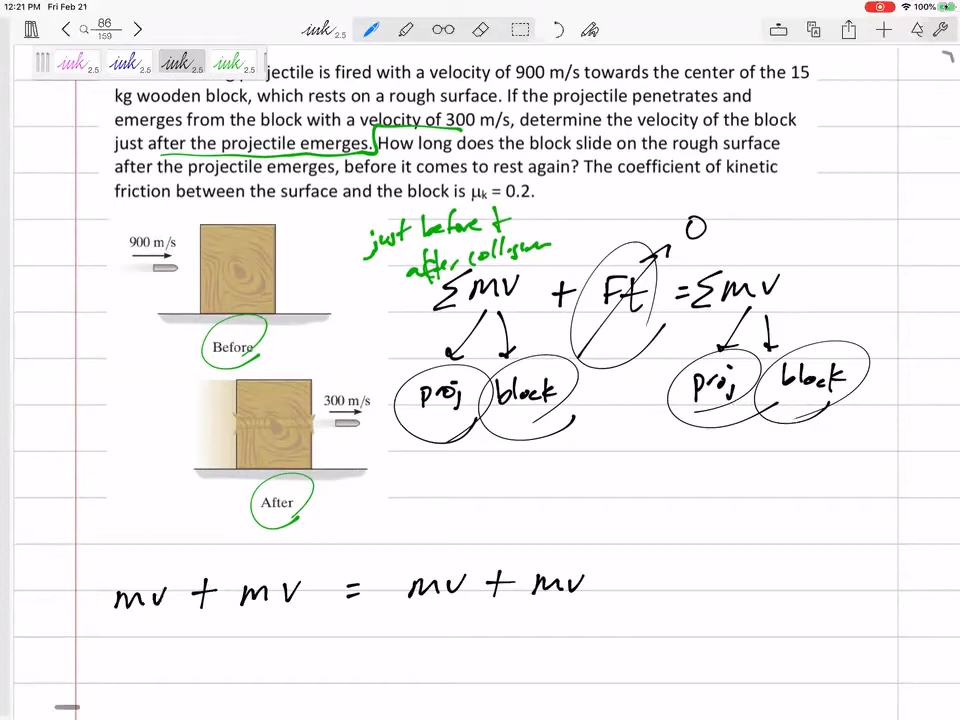 12:21 PM Fri Feb 21
100%
86
159
ink 2.5
ink 2.5 ink 2.5 ink 2.5 ink 2.5
projectile is fired with a velocity of 900 m/s towards the center of the 15
kg wooden block, which rests on a rough surface. If the projectile penetrates and
emerges from the block with a velocity of 300 m/s, determine the velocity of the block
just after the projectile emerges. How long does the block slide on the rough surface
after the projectile emerges, before it comes to rest again? The coefficient of kinetic
friction between the surface and the block is μk = 0.2.
just before +
after collision
900 m/s
0
Σmv + Ft = Σmv
Before
proj block proj block
300 m/s
After
mv + mv = mv + mv